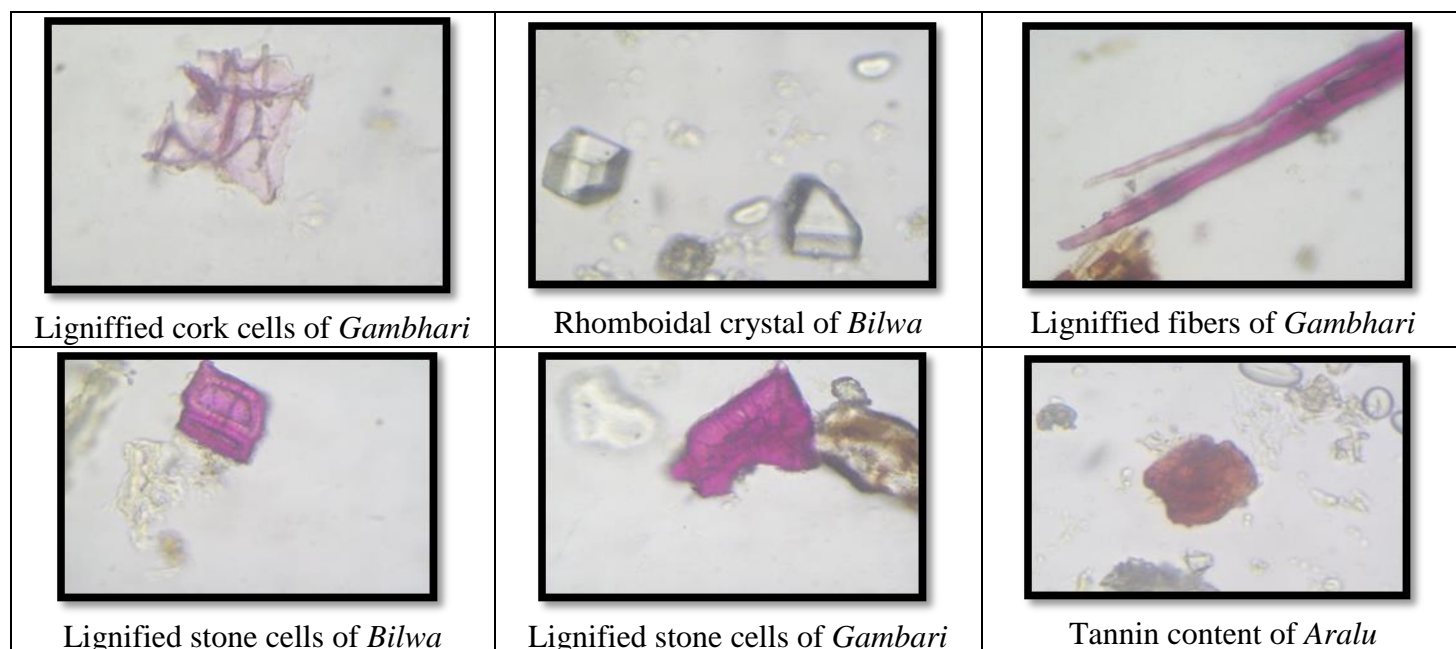 Ligniffied cork cells of Gambhari
Rhomboidal crystal of Bilwa
Ligniffied fibers of Gambhari
Lignified stone cells of Bilwa
Lignified stone cells of Gambari
Tannin content of Aralu